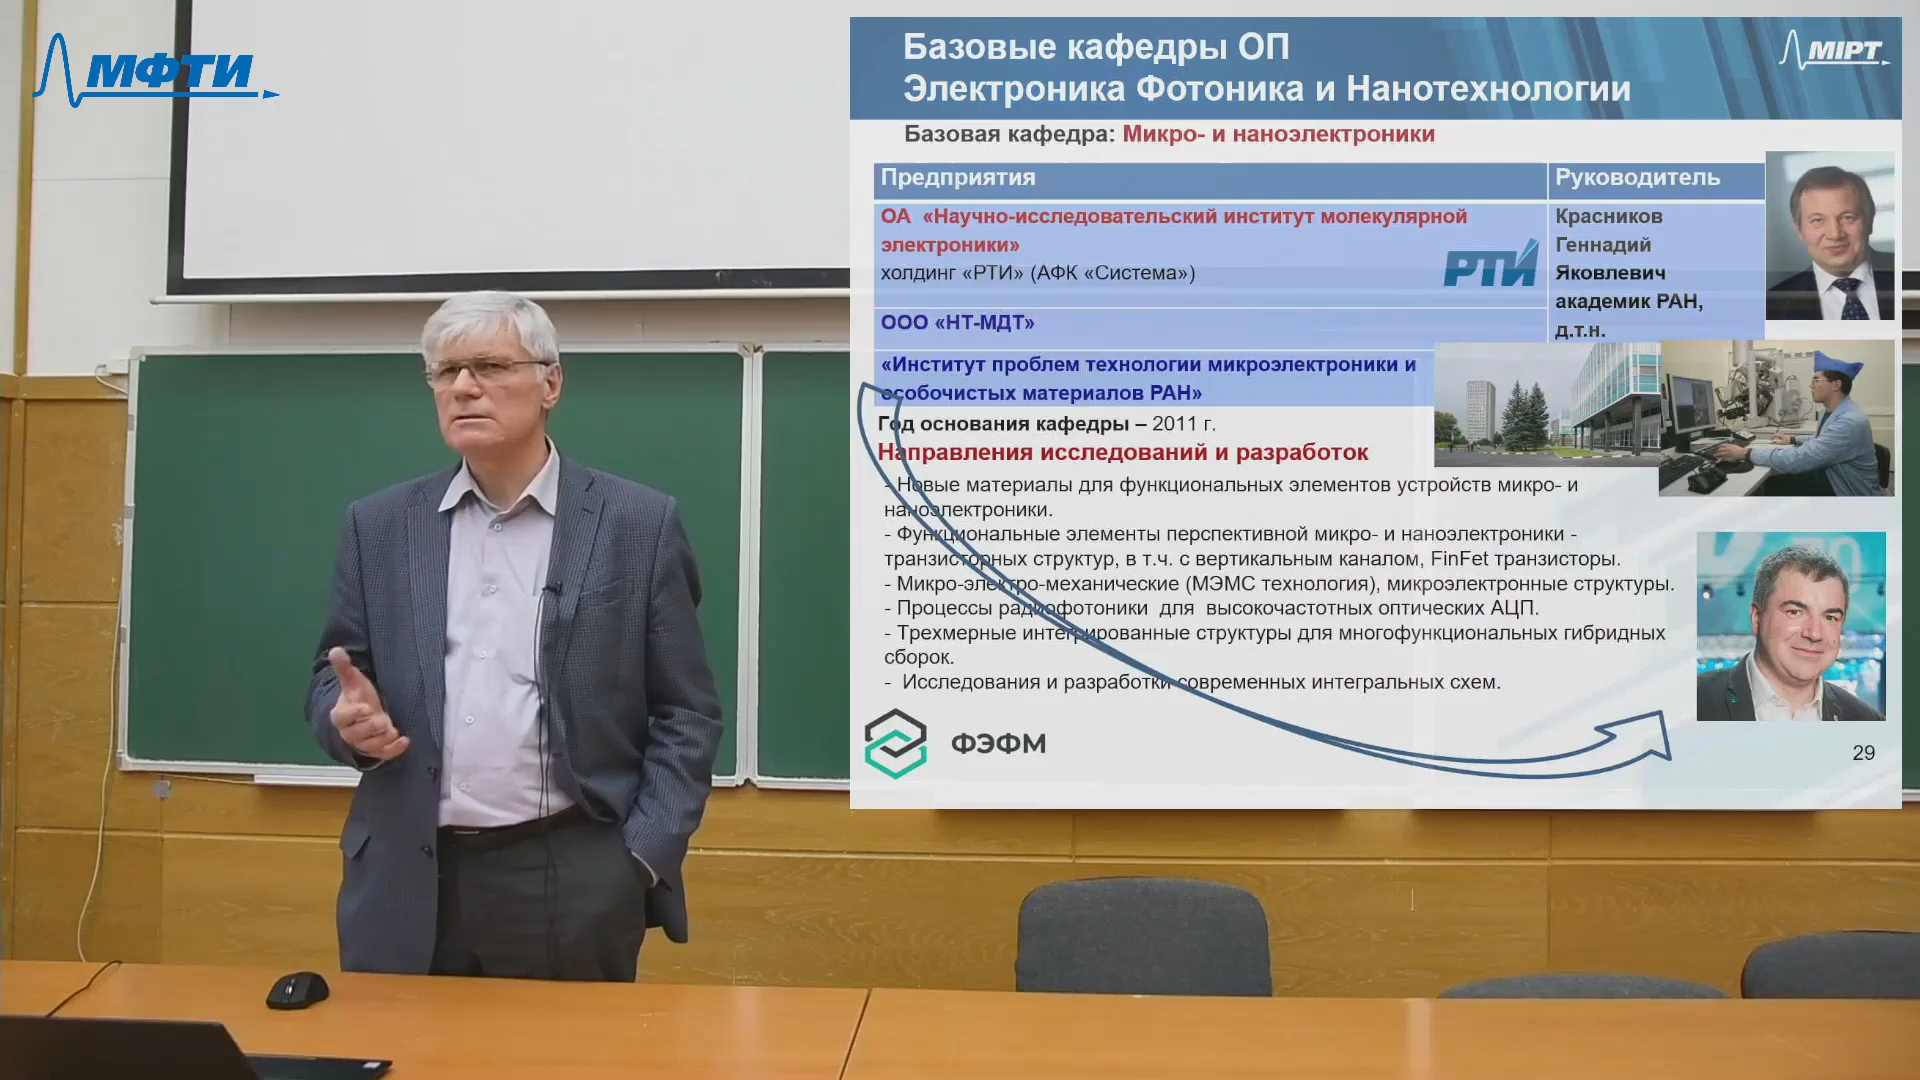 МФТИ
Базовые кафедры ОП
Электроника Фотоника и Нанотехнологии
MIPT
Базовая кафедра: Микро- и наноэлектроники
Предприятия
Руководитель
ОА «Научно-исследовательский институт молекулярной
электроники»
холдинг «РТИ» (АФК «Система»)
РТИ
Красников
Геннадий
Яковлевич
академик РАН,
д.т.н.
ООО «НТ-МДТ»
«Институт проблем технологии микроэлектроники и
особочистых материалов РАН»
Год основания кафедры – 2011 г.
Направления исследований и разработок
- Новые материалы для функциональных элементов устройств микро- и
наноэлектроники.
- Функциональные элементы перспективной микро- и наноэлектроники -
транзисторных структур, в т.ч. с вертикальным каналом, FinFet транзисторы.
- Микро-электро-механические (МЭМС технология), микроэлектронные структуры.
- Процессы радиофотоники для высокочастотных оптических АЦП.
- Трехмерные интегрированные структуры для многофункциональных гибридных
сборок.
- Исследования и разработки современных интегральных схем.
ФЭФМ
29